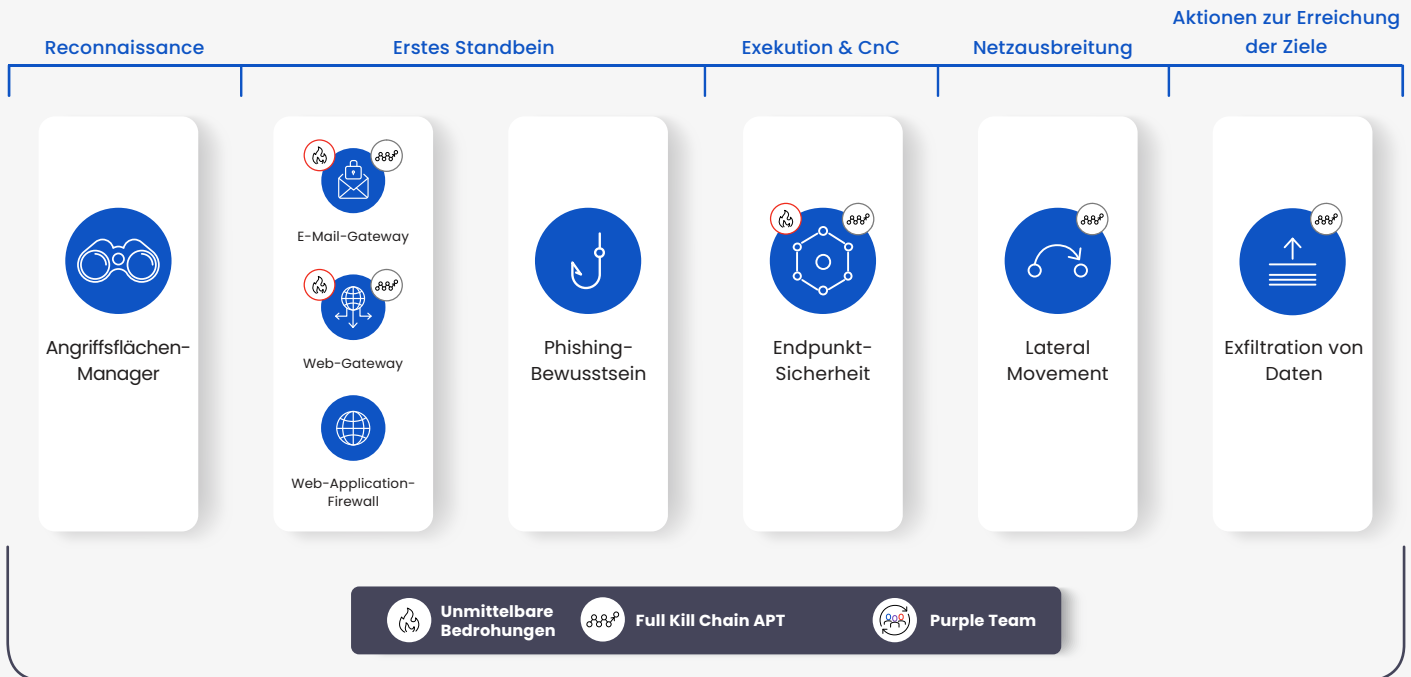 Reconnaissance
Erstes Standbein
Exekution & CnC
Netzausbreitung
Aktionen zur Erreichung
der Ziele
Angriffsflächen-
Manager
E-Mail-Gateway
Web-Gateway
Web-Application-
Firewall
Phishing-
Bewusstsein
Endpunkt-
Sicherheit
Lateral
Movement
Exfiltration von
Daten
Unmittelbare
Bedrohungen
Full Kill Chain APT
Purple Team